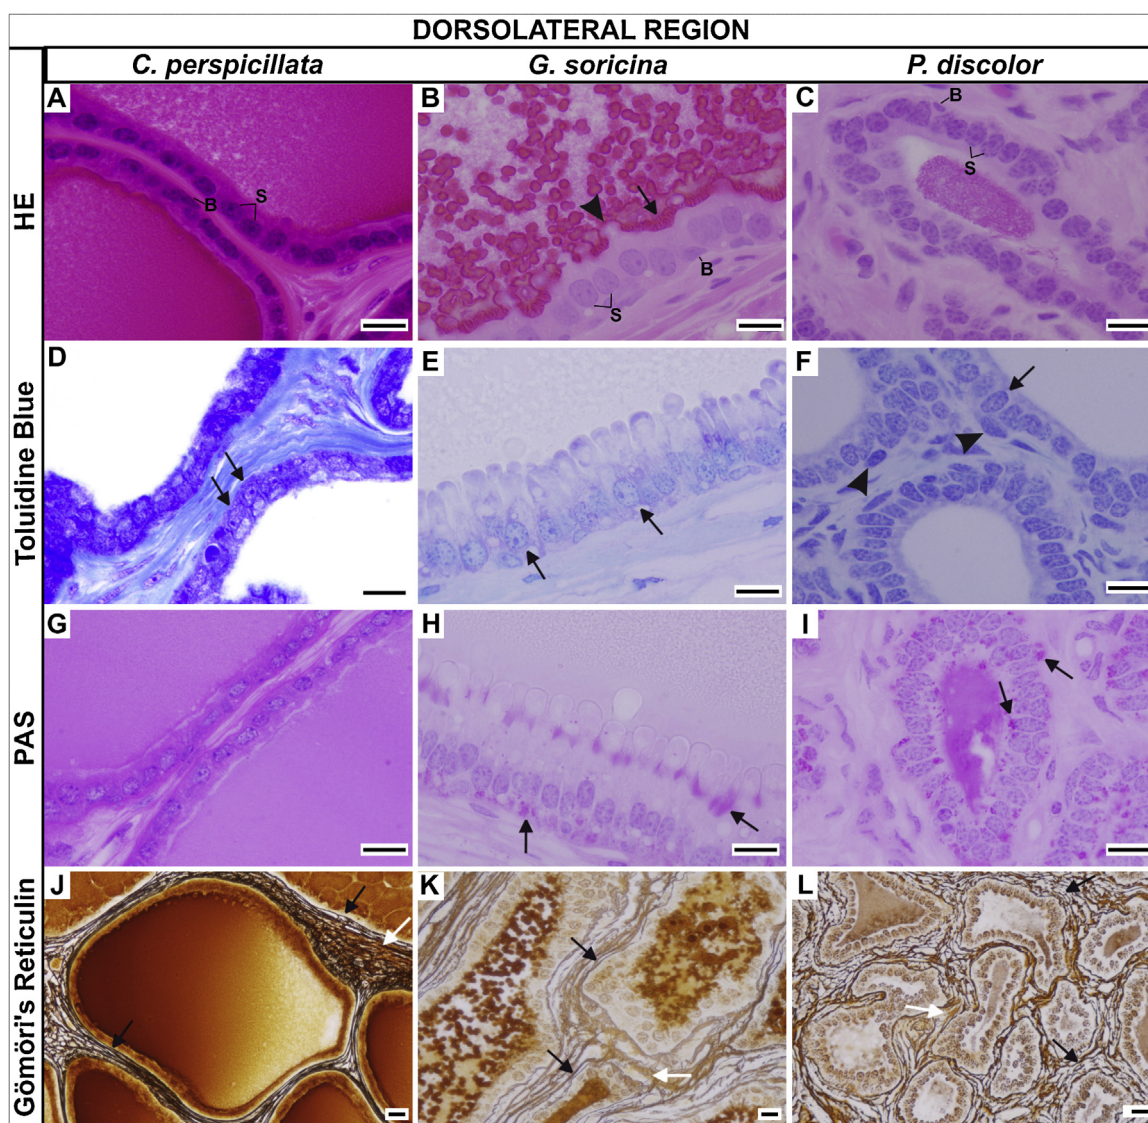 DORSOLATERAL REGION
C. perspicillata G. soricina P. discolor
HE
A B C
S B
B S
B S
Toluidine Blue
D E F
PAS
G H I
Gömöri's Reticulin
J K L